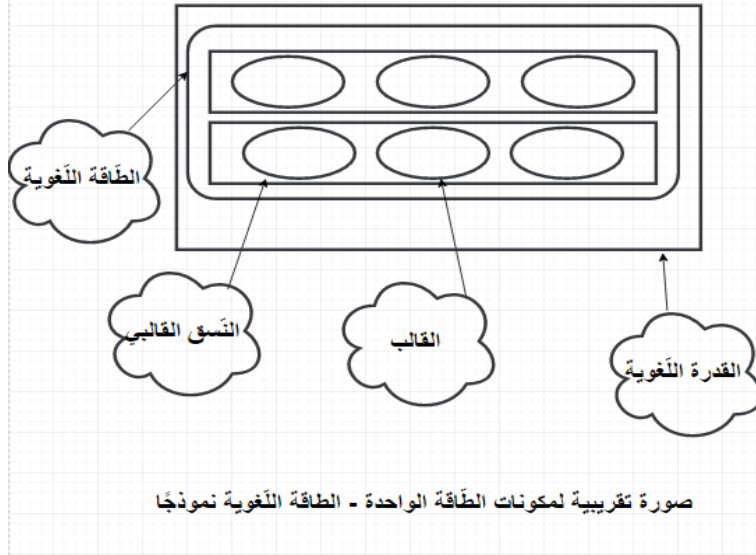 الطّاقة اللّغوية
النّسق القالبي
القالب
القدرة اللّغوية
صورة تقريبية لمكونات الطّاقة الواحدة - الطاقة اللّغوية نموذجًا